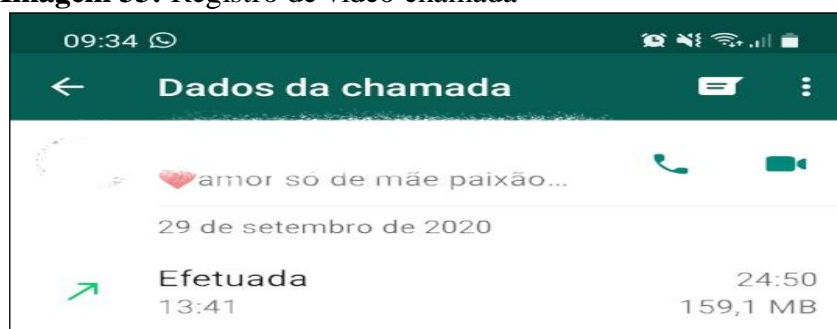 Imagem 33: Registro de vídeo chamada
09:34
Dados da chamada
❤amor só de mãe paixão...
29 de setembro de 2020
Efetuada 24:50
13:41 159,1 MB